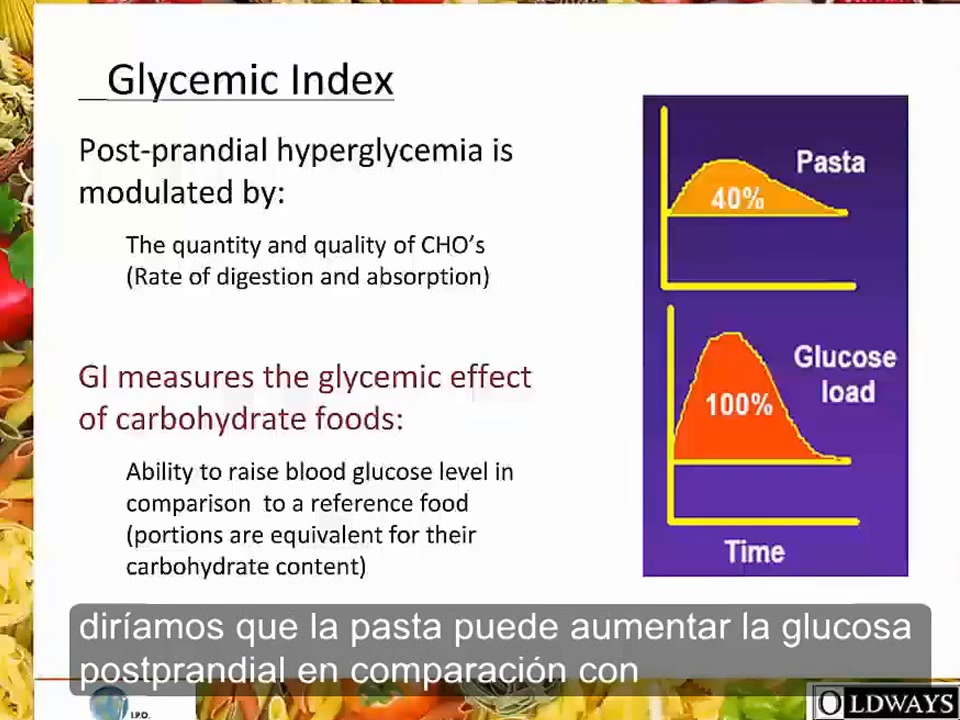 Glycemic Index
Post-prandial hyperglycemia is
modulated by:
The quantity and quality of CHO's
(Rate of digestion and absorption)
GI measures the glycemic effect
of carbohydrate foods:
Ability to raise blood glucose level in
comparison to a reference food
(portions are equivalent for their
carbohydrate content)
Pasta
40%
Glucose
load
100%
Time
diríamos que la pasta puede aumentar la glucosa
postprandial en comparación con
I.P.O.
OLDWAYS